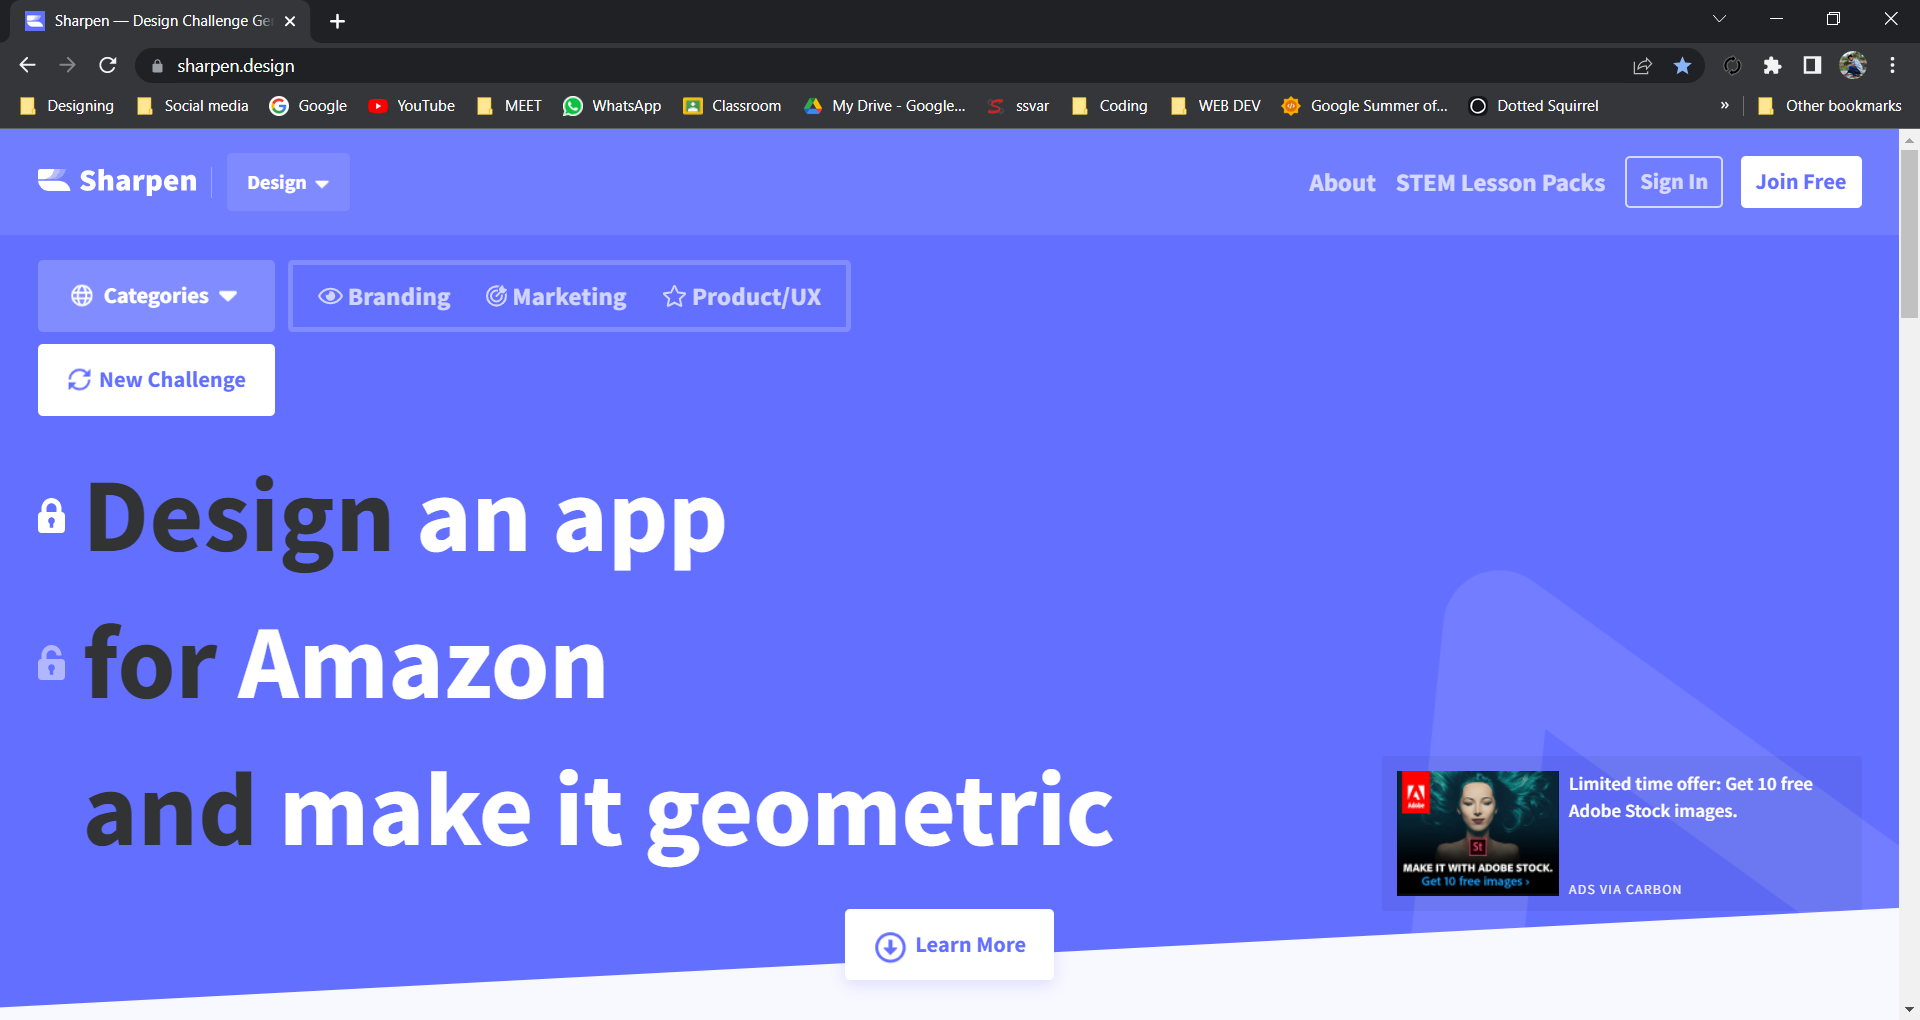 Sharpen — Design Challenge Ge
sharpen.design
Designing Social media Google YouTube MEET WhatsApp Classroom My Drive - Google... ssvar Coding WEB DEV Google Summer of... Dotted Squirrel » Other bookmarks
Sharpen Design About STEM Lesson Packs Sign In Join Free
Categories Branding Marketing Product/UX
New Challenge
Design an app
for Amazon
and make it geometric
Adobe
St
MAKE IT WITH ADOBE STOCK.
Get 10 free images ›
Limited time offer: Get 10 free
Adobe Stock images.
ADS VIA CARBON
Learn More